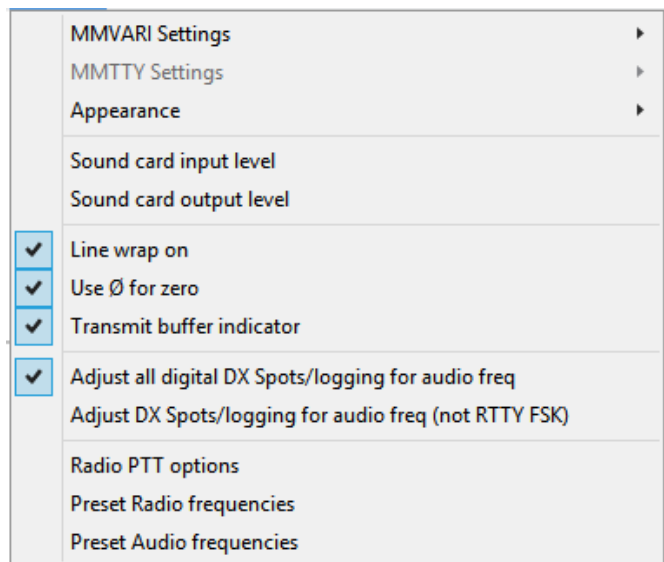 MMVARI Settings
MMTTY Settings
Appearance
Sound card input level
Sound card output level
Line wrap on
Use Ø for zero
Transmit buffer indicator
Adjust all digital DX Spots/logging for audio freq
Adjust DX Spots/logging for audio freq (not RTTY FSK)
Radio PTT options
Preset Radio frequencies
Preset Audio frequencies